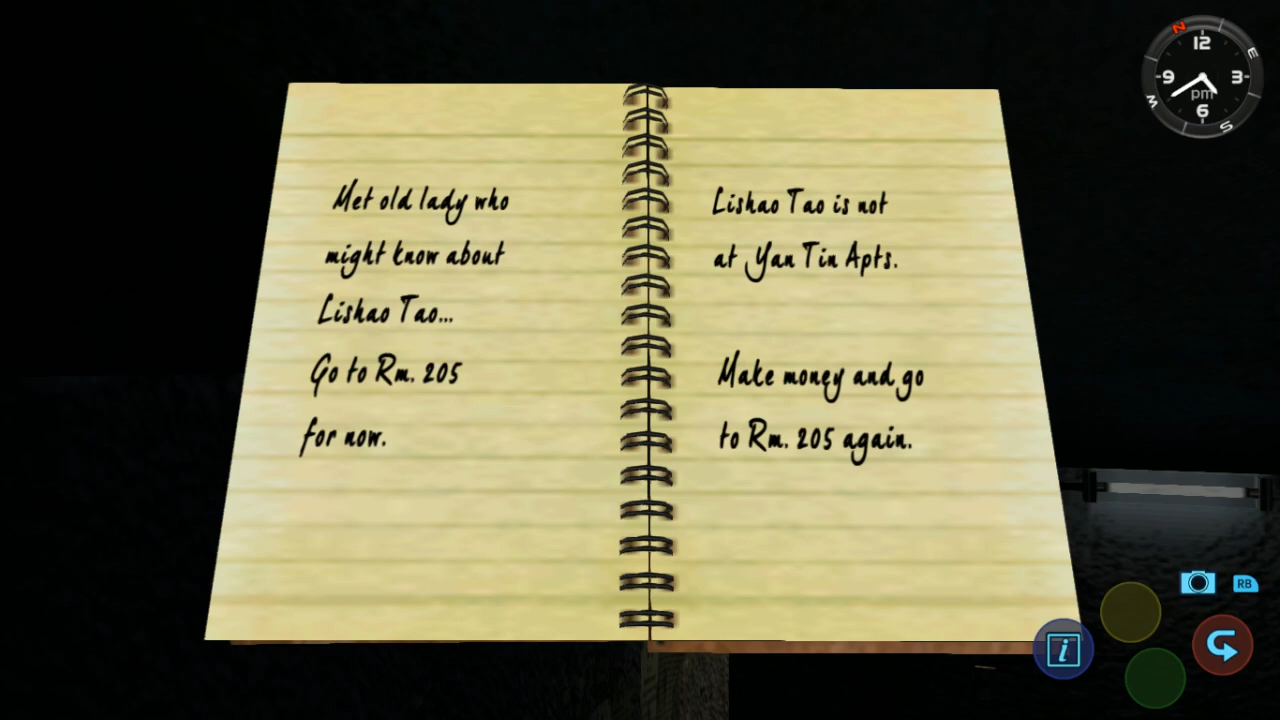 Met old lady who
might know about
Lishao Tao...
Go to Rm. 205
for now.
Lishao Tao is not
at Yan Tin Apts.
Make money and go
to Rm. 205 again.
N
E
S
W
12
3
6
9
pm
RB
i